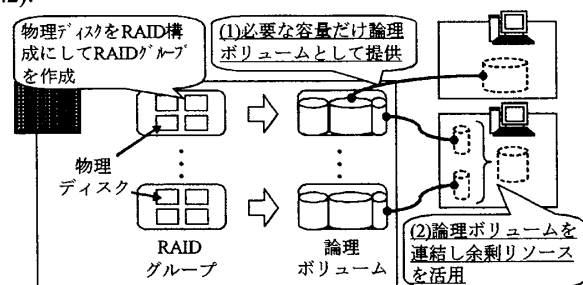 .2).
物理ディスクをRAID構
成にしてRAIDグループ
を作成
(1)必要な容量だけ論理
ボリュームとして提供
物理
ディスク
RAID
グループ
論理
ボリューム
(2)論理ボリュームを
連結し余剰リソース
を活用